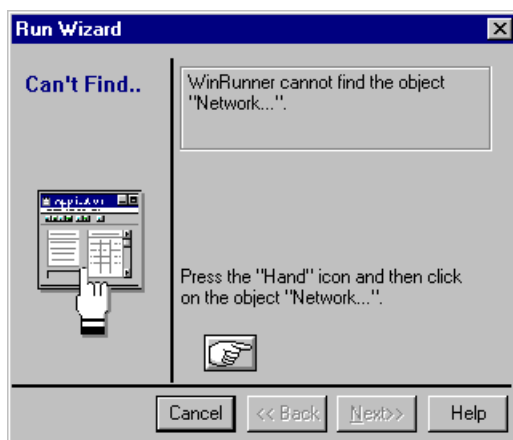 Run Wizard
Can't Find..
WinRunner cannot find the object
"Network...".
Press the "Hand" icon and then click
on the object "Network...".
Cancel
<< Back
Next>>
Help